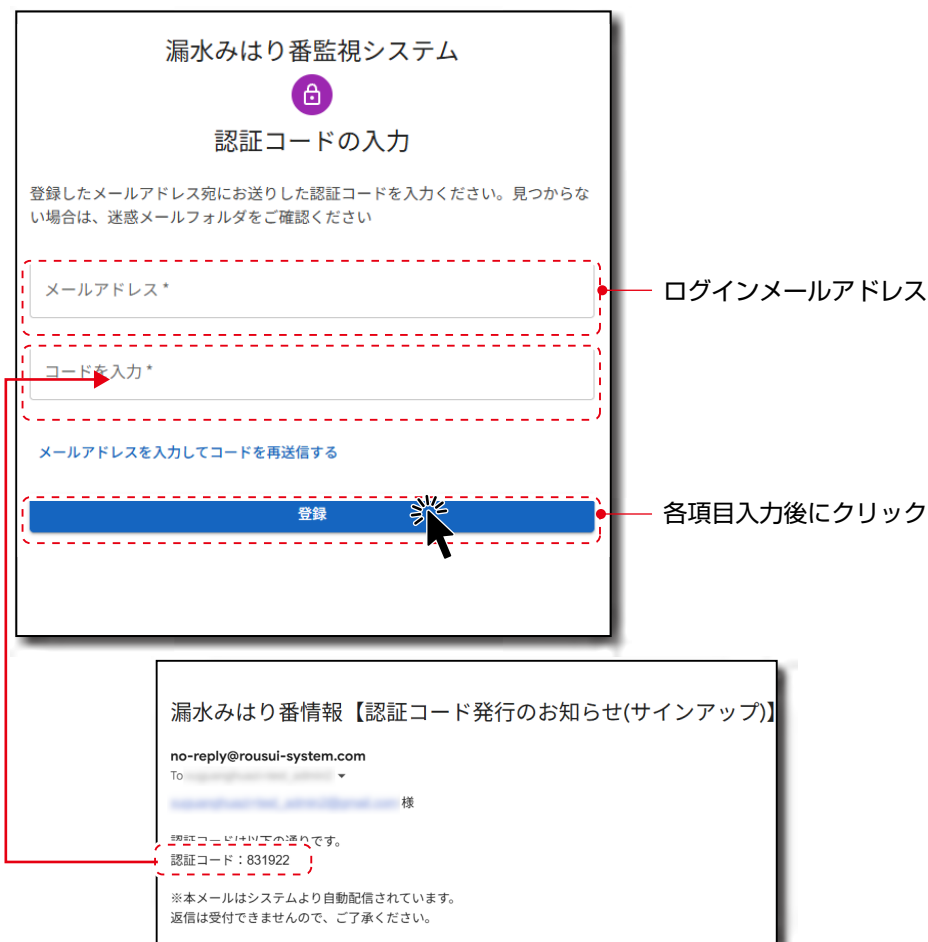 漏水みはり番監視システム
認証コードの入力
登録したメールアドレス宛にお送りした認証コードを入力ください。見つからな
い場合は、迷惑メールフォルダをご確認ください
メールアドレス *
ログインメールアドレス
コードを入力 *
メールアドレスを入力してコードを再送信する
登録
各項目入力後にクリック
漏水みはり番情報【認証コード発行のお知らせ(サインアップ)】
no-reply@rousui-system.com
To
様
認証コードは以下の通りです。
認証コード：831922
※本メールはシステムより自動配信されています。
返信は受付できませんので、ご了承ください。